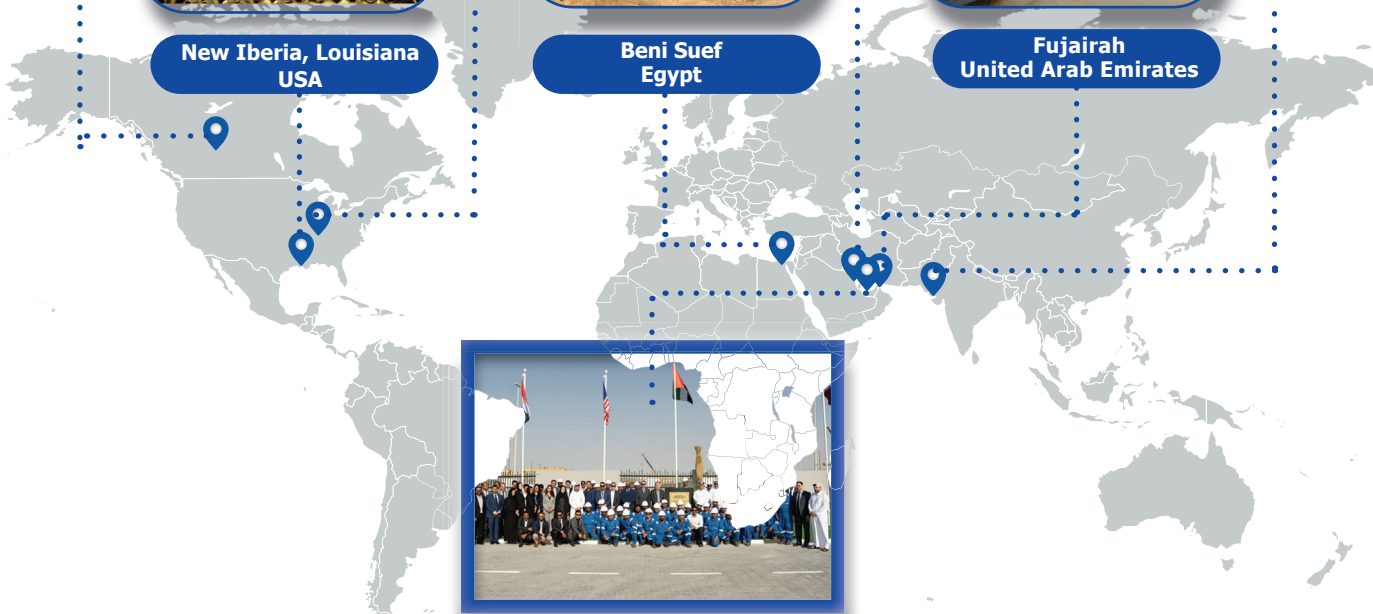 New Iberia, Louisiana
USA
Beni Suef
Egypt
Fujairah
United Arab Emirates